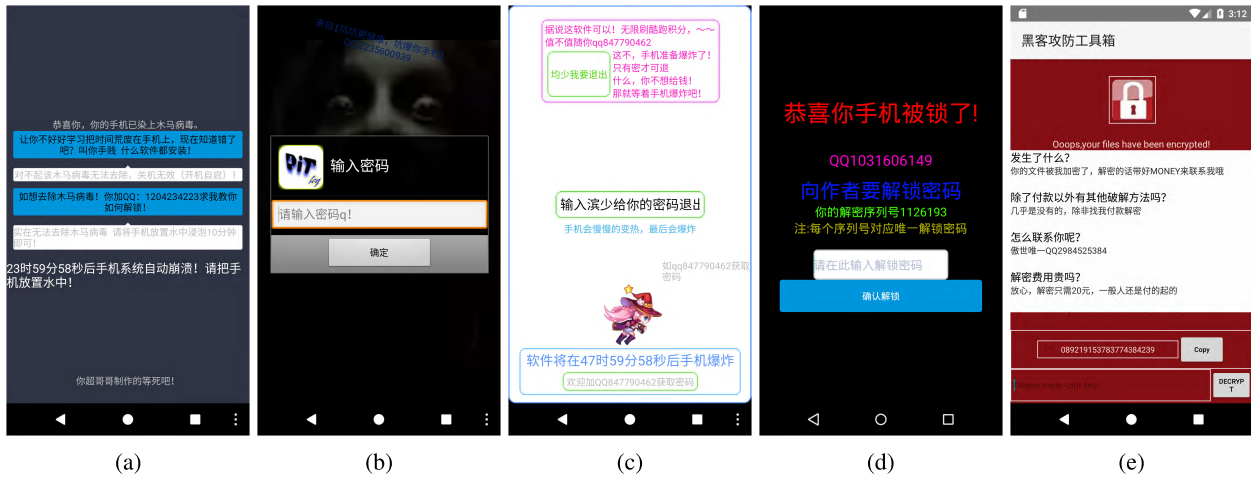 恭喜你，你的手机已染上木马病毒。
让你不好好学习把时间荒废在手机上，现在知道错了
吧？叫你手贱 什么软件都安装！
对不起该木马病毒无法去除，关机无效（开机自启）！
如想去除木马病毒！你加QQ：1204234223求我教你
如何解锁！
实在无法去除木马病毒 请将手机放置水中浸泡10分钟
即可！
23时59分58秒后手机系统自动崩溃！请把手
机放置水中！
你超哥哥制作的等死吧！
(a)
输入密码
请输入密码q！
确定
(b)
据说这软件可以！无限刷酷跑积分，～～
值不值随你qq847790462
均少我要退出
这不，手机准备爆炸了！
只有密才可退
什么，你不想给钱！
那就等着手机爆炸吧！
输入滨少给你的密码退出
手机会慢慢的变热，最后会爆炸
如qq847790462获取
密码
软件将在47时59分58秒后手机爆炸
欢迎加QQ847790462获取密码
(c)
恭喜你手机被锁了!
QQ1031606149
向作者要解锁密码
你的解密序列号1126193
注:每个序列号对应唯一解锁密码
请在此输入解锁密码
确认解锁
(d)
3:12
黑客攻防工具箱
Ooops,your files have been encrypted!
发生了什么？
你的文件被我加密了，解密的话带好MONEY来联系我哦
除了付款以外有其他破解方法吗？
几乎是没有的，除非找我付款解密
怎么联系你呢？
傲世唯一QQ2984525384
解密费用贵吗？
放心，解密只需20元，一般人还是付的起的
089219153783774384239
Copy
DECRYP
T
(e)